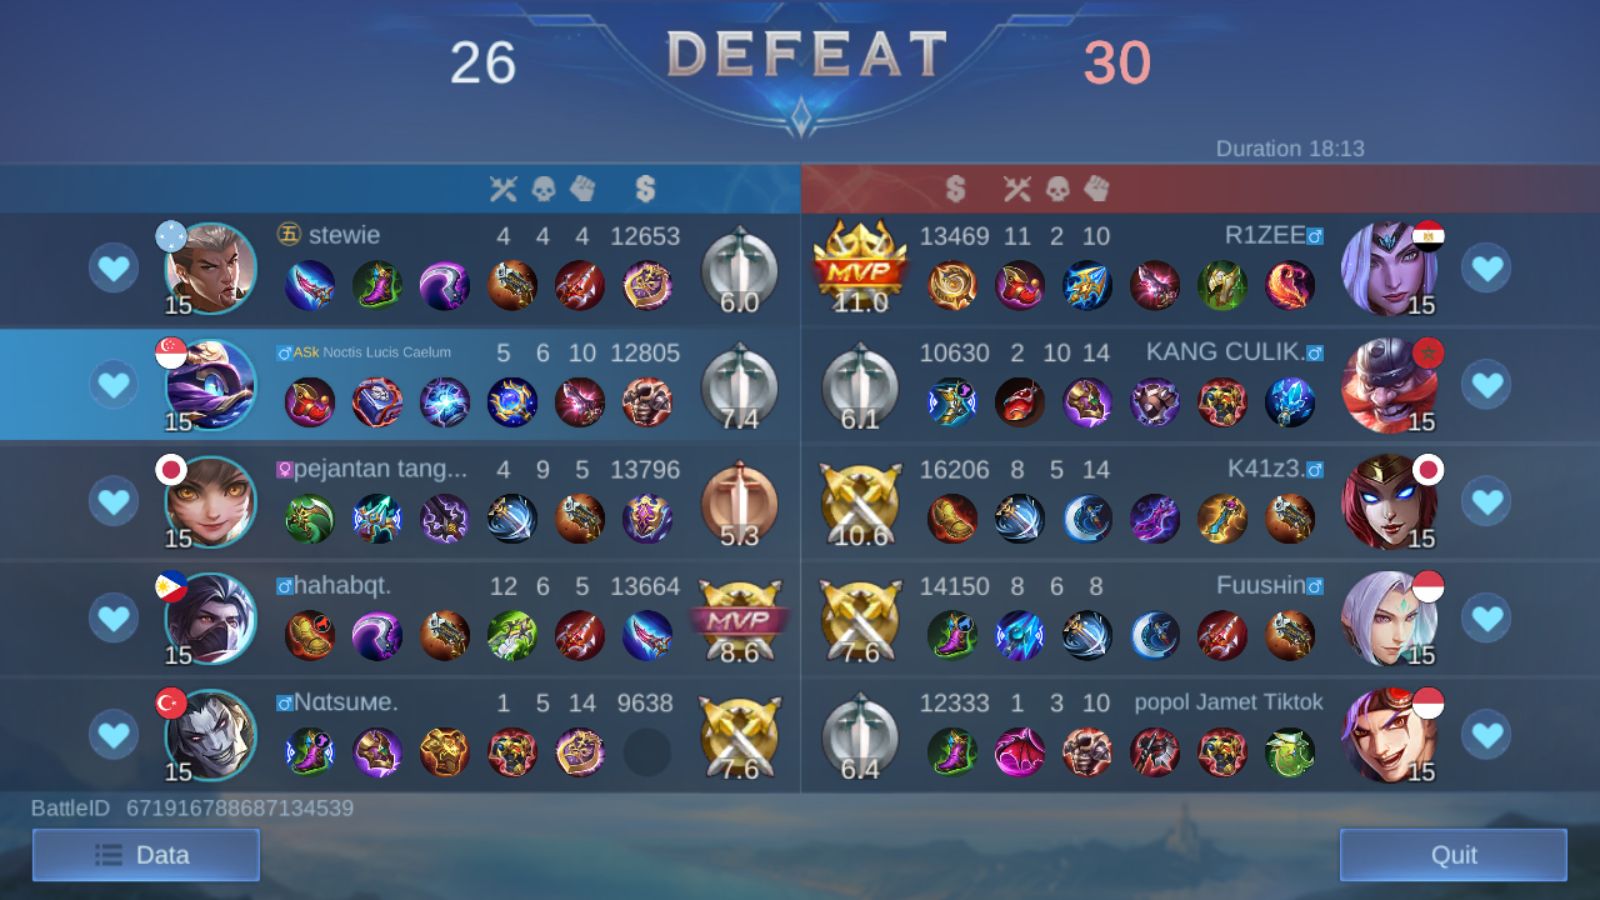 26 DEFEAT 30
Duration 18:13
五 stewie 4 4 4 12653 6.0 15
MVP 11.0 13469 11 2 10 R1ZEE 15
ASk Noctis Lucis Caelum 5 6 10 12805 7.4 15
6.1 10630 2 10 14 KANG CULIK. 15
pejantan tang... 4 9 5 13796 5.3 15
10.6 16206 8 5 14 K41z3. 15
hahabqt. 12 6 5 13664 MVP 8.6 15
7.6 14150 8 6 8 Fuusнin 15
Nαtsuмe. 1 5 14 9638 7.6 15
6.4 12333 1 3 10 popol Jamet Tiktok 15
BattleID 671916788687134539
Data
Quit